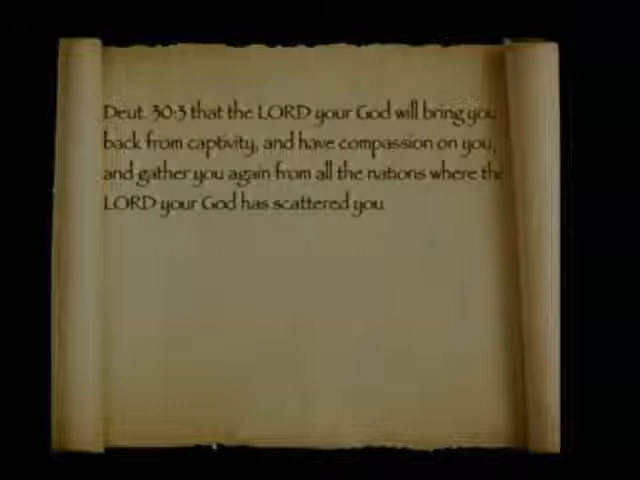 Deut. 30:3 that the LORD your God will bring you
back from captivity, and have compassion on you,
and gather you again from all the nations where the
LORD your God has scattered you